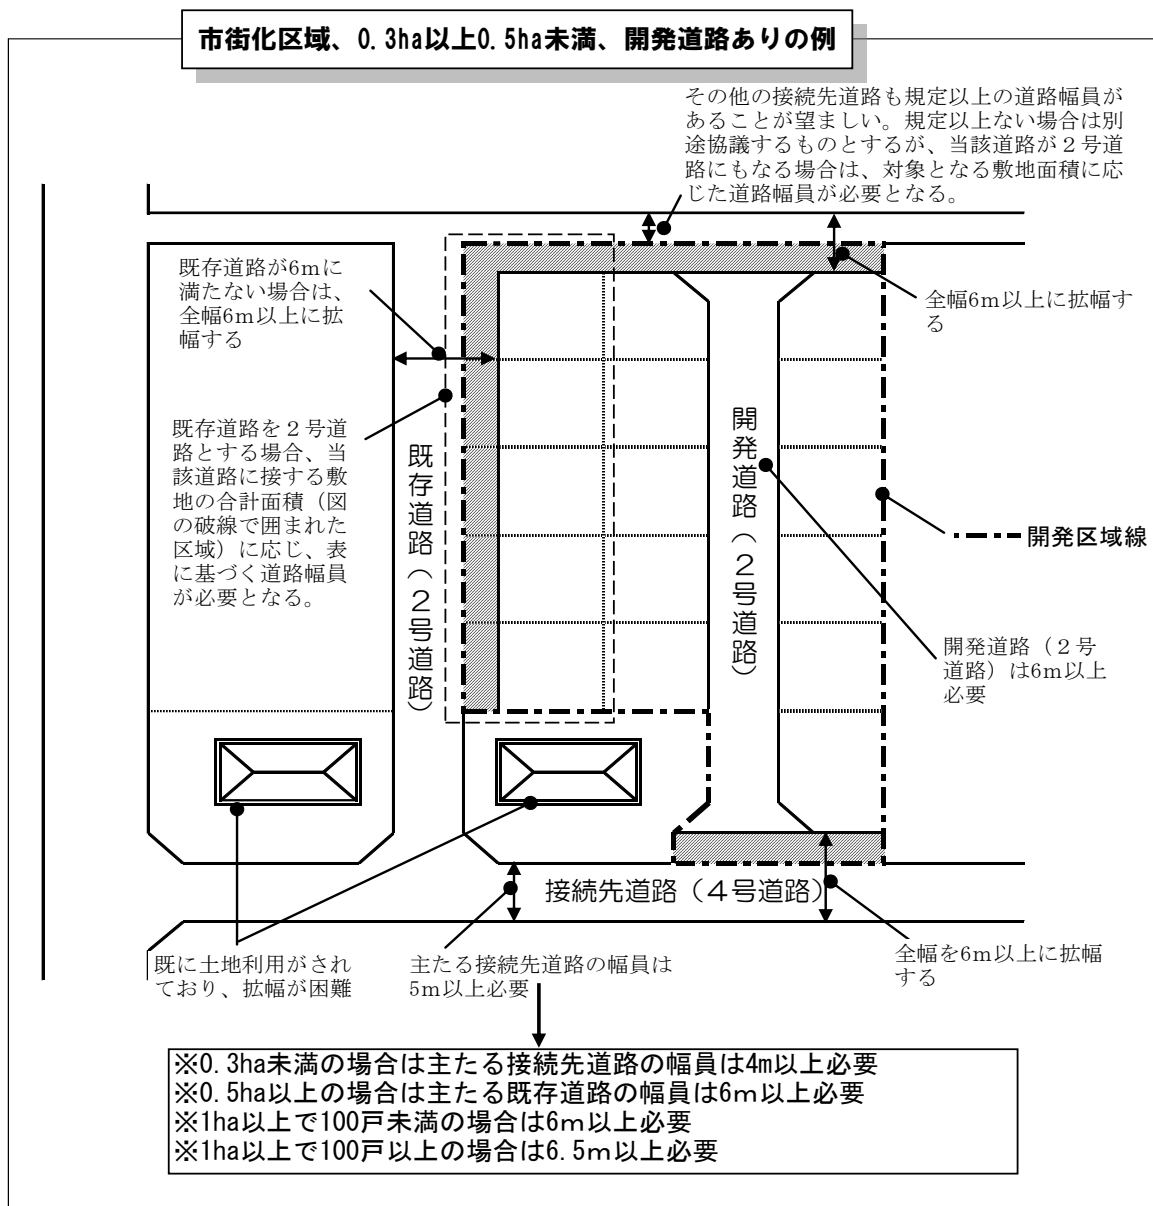 市街化区域、0.3ha以上0.5ha未満、開発道路ありの例
その他の接続先道路も規定以上の道路幅員が
あることが望ましい。規定以上ない場合は別
途協議するものとするが、当該道路が２号道
路にもなる場合は、対象となる敷地面積に応
じた道路幅員が必要となる。
既存道路が6mに
満たない場合は、
全幅6m以上に拡
幅する
全幅6m以上に拡幅す
る
既存道路を２号道
路とする場合、当
該道路に接する敷
地の合計面積（図
の破線で囲まれた
区域）に応じ、表
に基づく道路幅員
が必要となる。
既存道路（２号道路）
開発道路（２号道路）
開発区域線
開発道路（２号
道路）は6m以上
必要
接続先道路（４号道路）
既に土地利用がされ
ており、拡幅が困難
主たる接続先道路の幅員は
5m以上必要
全幅を6m以上に拡幅
する
※0.3ha未満の場合は主たる接続先道路の幅員は4m以上必要
※0.5ha以上の場合は主たる既存道路の幅員は6ｍ以上必要
※1ha以上で100戸未満の場合は6ｍ以上必要
※1ha以上で100戸以上の場合は6.5ｍ以上必要